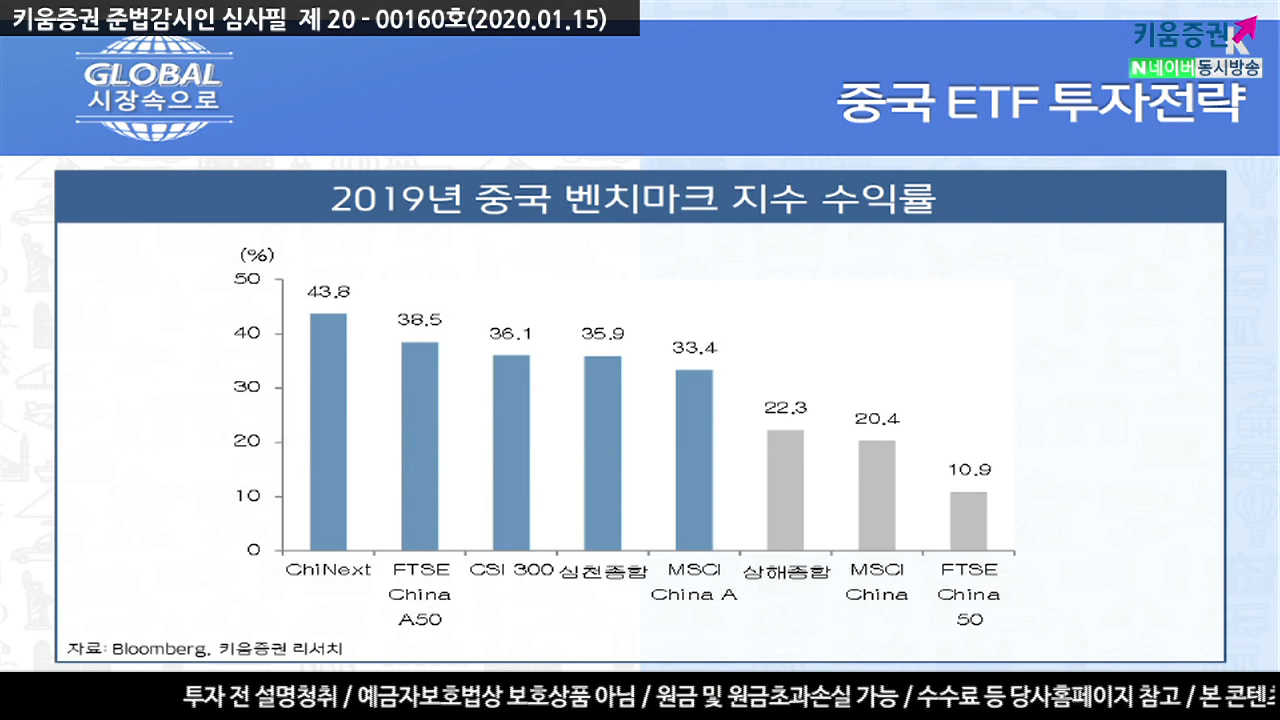 키움증권 준법감시인 심사필 제 20 - 00160호(2020.01.15)
키움증권
N 네이버 동시방송
GLOBAL
시장속으로
중국 ETF 투자전략
2019년 중국 벤치마크 지수 수익률
(%)
50
40
30
20
10
0
43.8
38.5
36.1
35.9
33.4
22.3
20.4
10.9
ChiNext
FTSE
China
A50
CSI 300
심천종합
MSCI
China A
상해종합
MSCI
China
FTSE
China
50
자료: Bloomberg, 키움증권 리서치
투자 전 설명청취 / 예금자보호법상 보호상품 아님 / 원금 및 원금초과손실 가능 / 수수료 등 당사홈페이지 참고 / 본 콘텐